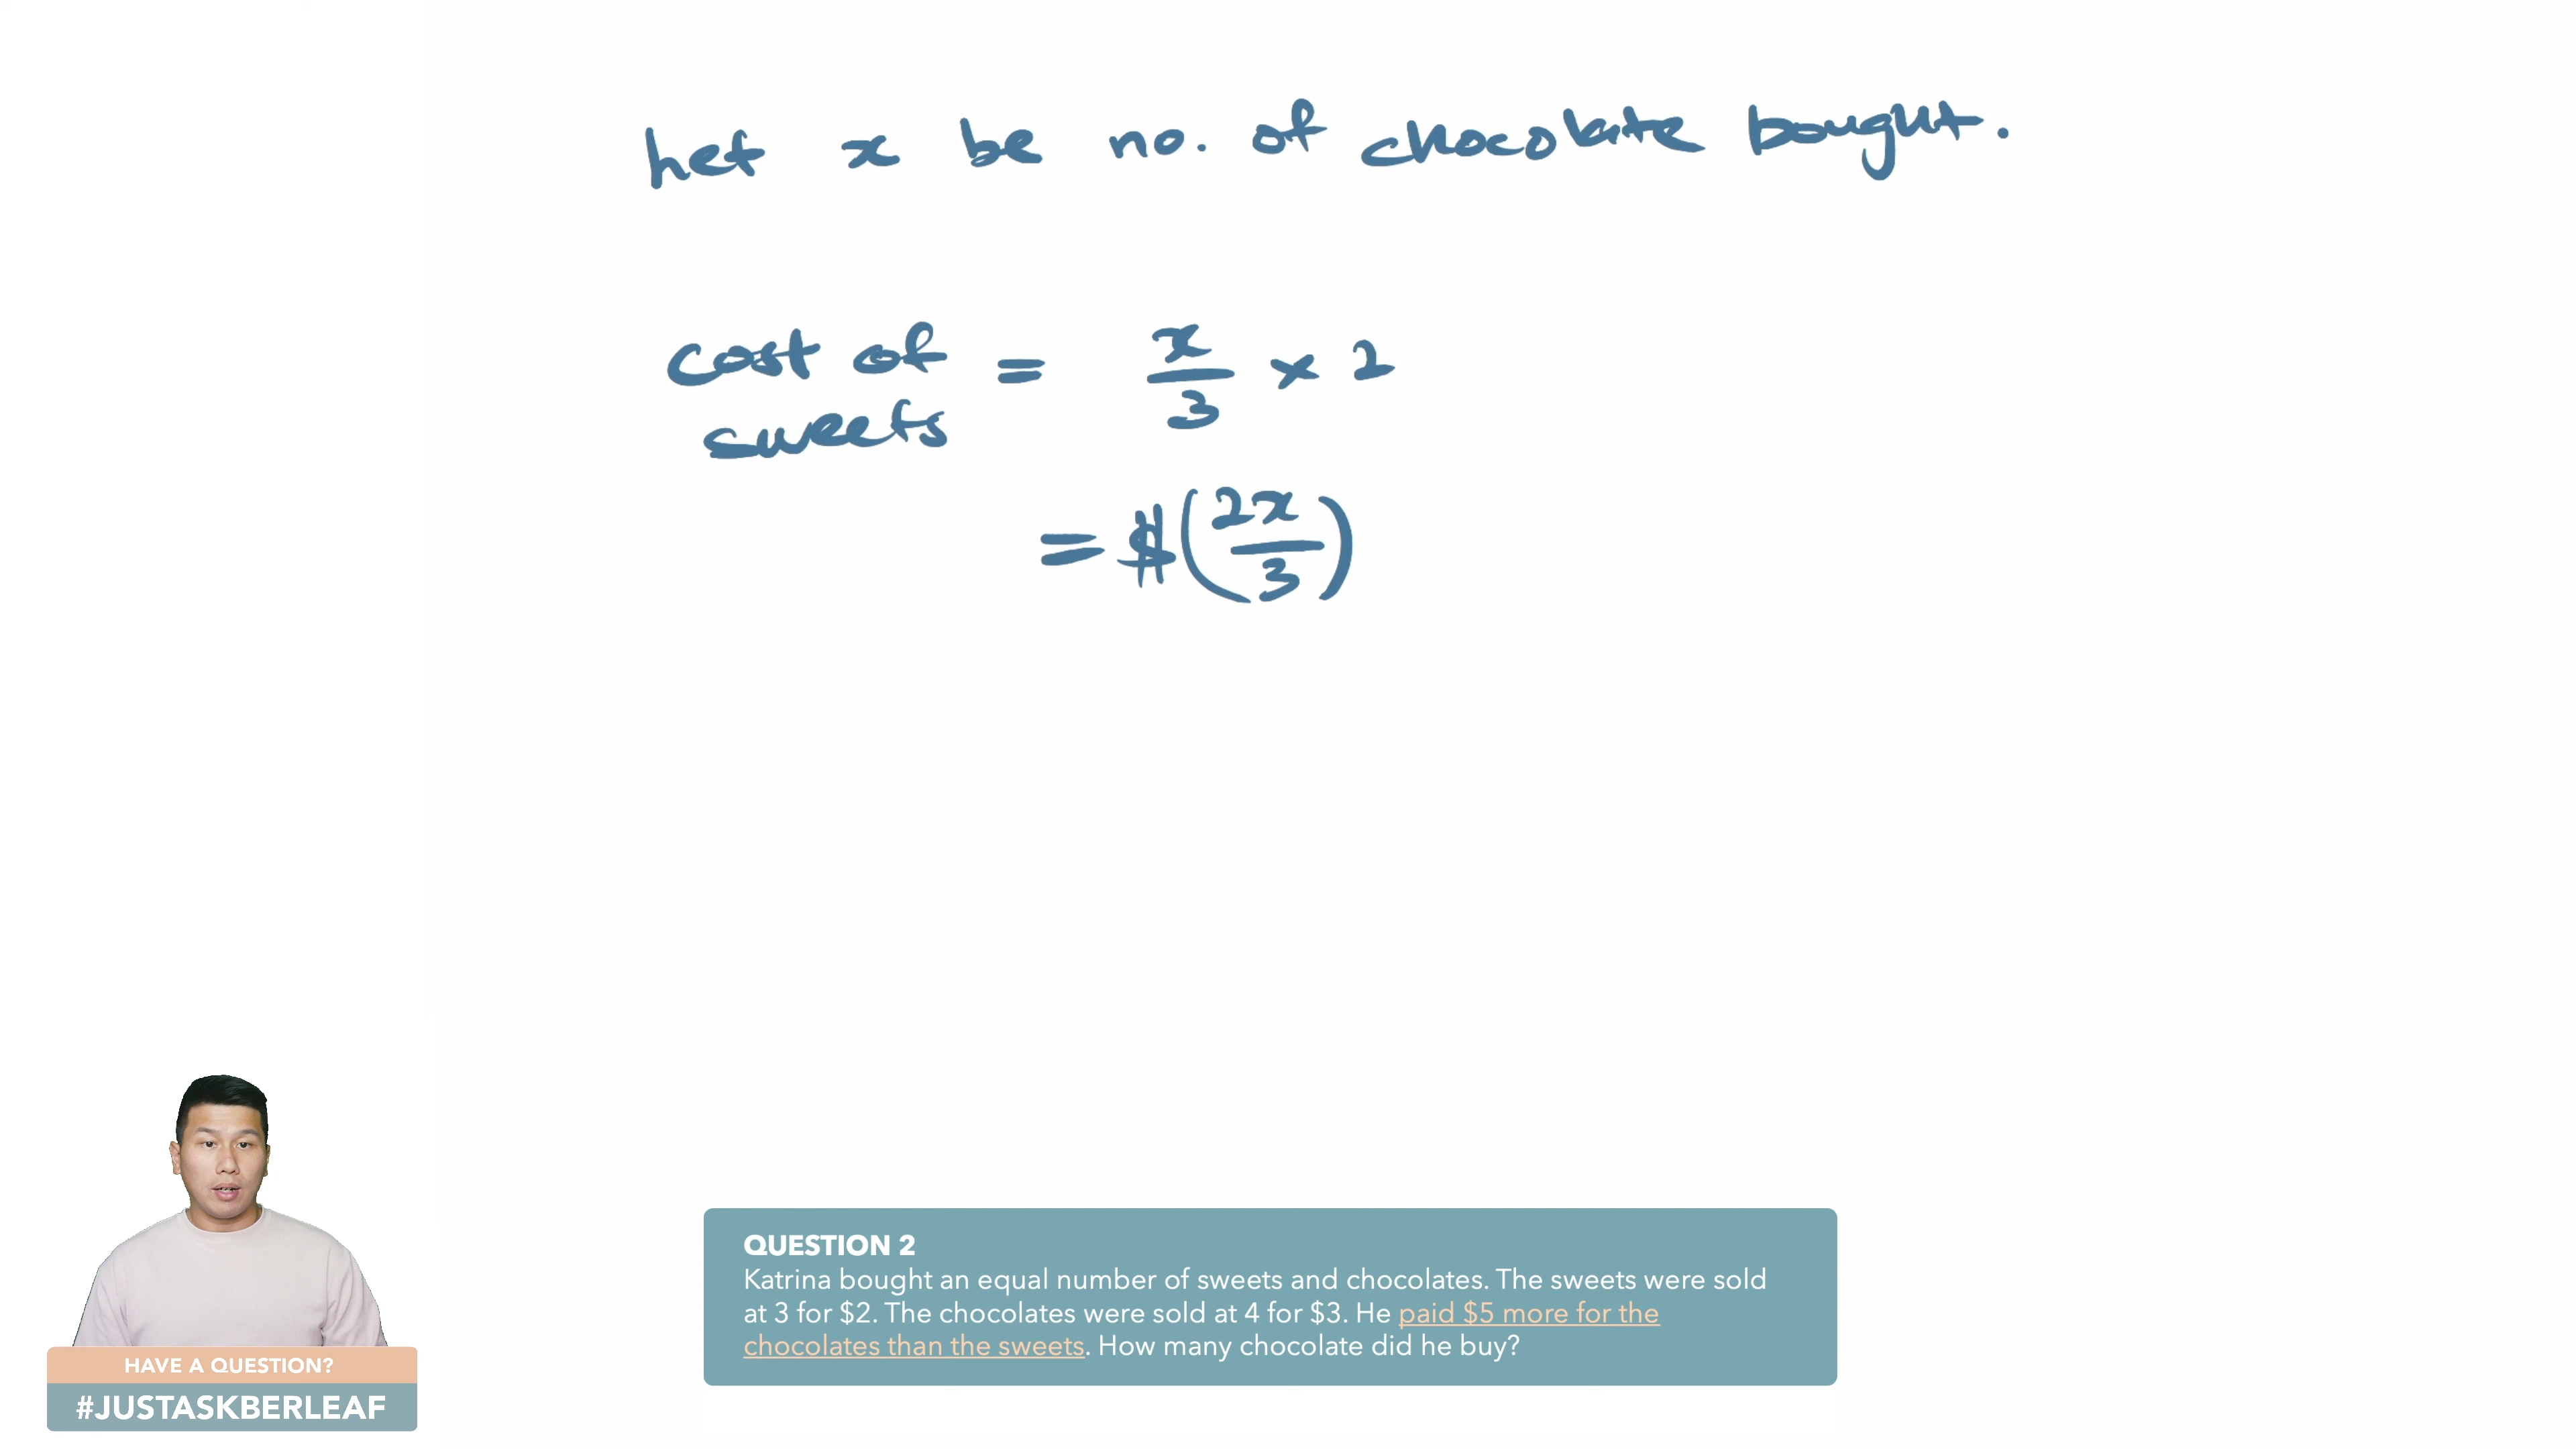 Let x be no. of chocolate bought.
cost of sweets = x/3 × 2
= $(2x/3)
QUESTION 2
Katrina bought an equal number of sweets and chocolates. The sweets were sold
at 3 for $2. The chocolates were sold at 4 for $3. He paid $5 more for the
chocolates than the sweets. How many chocolate did he buy?
HAVE A QUESTION?
#JUSTASKBERLEAF